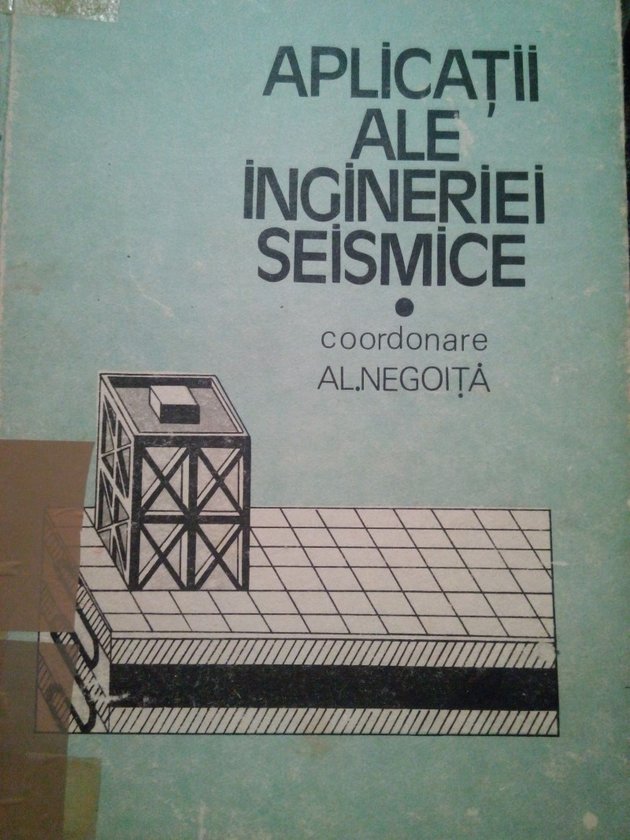 APLICAȚII
ALE
INGINERIEI
SEISMICE
•
coordonare
AL.NEGOIȚĂ